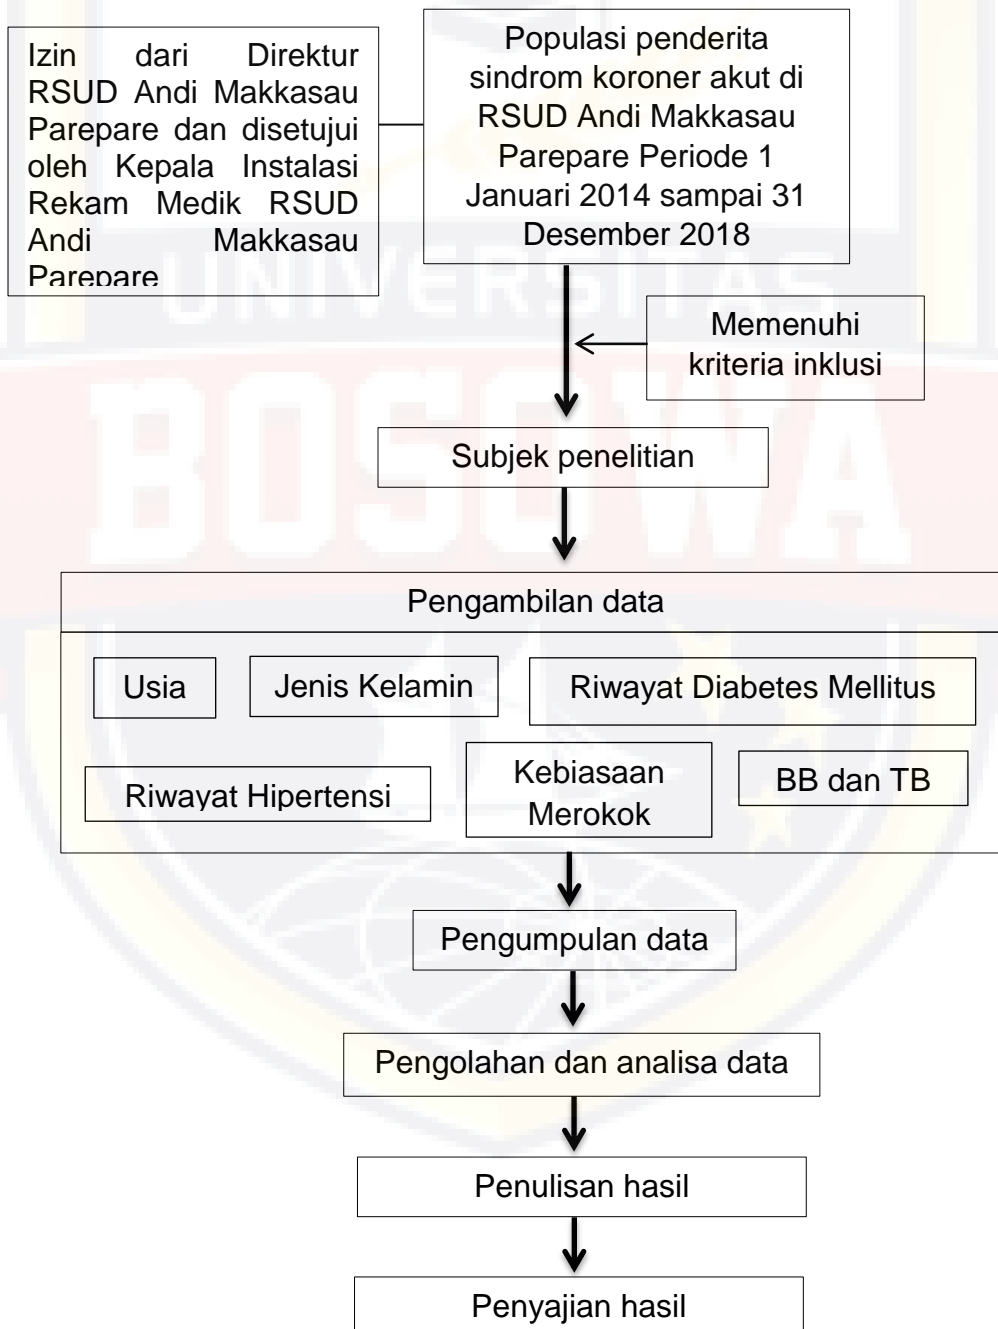 Izin dari Direktur
RSUD Andi Makkasau
Parepare dan disetujui
oleh Kepala Instalasi
Rekam Medik RSUD
Andi Makkasau
Parepare
Populasi penderita
sindrom koroner akut di
RSUD Andi Makkasau
Parepare Periode 1
Januari 2014 sampai 31
Desember 2018
UNIVERSITAS
Memenuhi
kriteria inklusi
BOSOWA
Subjek penelitian
Pengambilan data
Usia
Jenis Kelamin
Riwayat Diabetes Mellitus
Riwayat Hipertensi
Kebiasaan
Merokok
BB dan TB
Pengumpulan data
Pengolahan dan analisa data
Penulisan hasil
Penyajian hasil